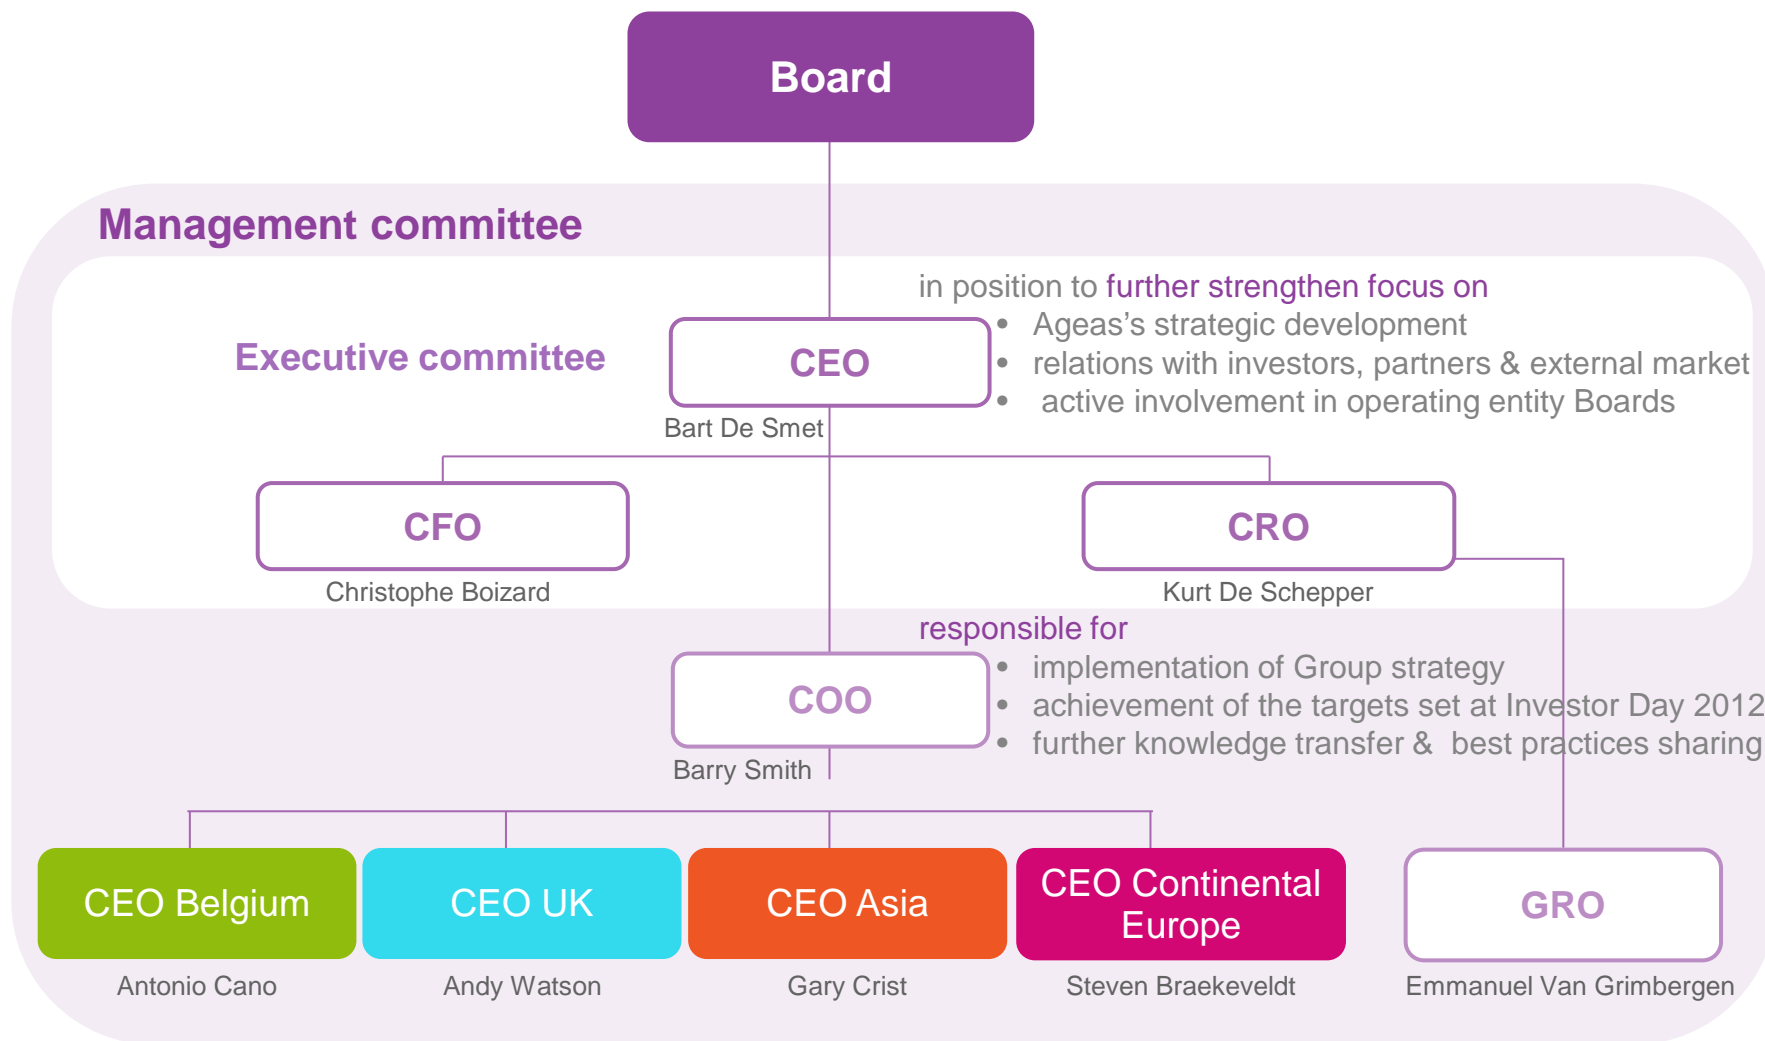 Board
Management committee
in position to further strengthen focus on
• Ageas’s strategic development
Executive committee
CEO
• relations with investors, partners & external market
• active involvement in operating entity Boards
Bart De Smet
CFO
CRO
Christophe Boizard
Kurt De Schepper
responsible for
• implementation of Group strategy
COO
• achievement of the targets set at Investor Day 2012
• further knowledge transfer & best practices sharing
Barry Smith
CEO Belgium
CEO UK
CEO Asia
CEO Continental
Europe
GRO
Antonio Cano
Andy Watson
Gary Crist
Steven Braekeveldt
Emmanuel Van Grimbergen